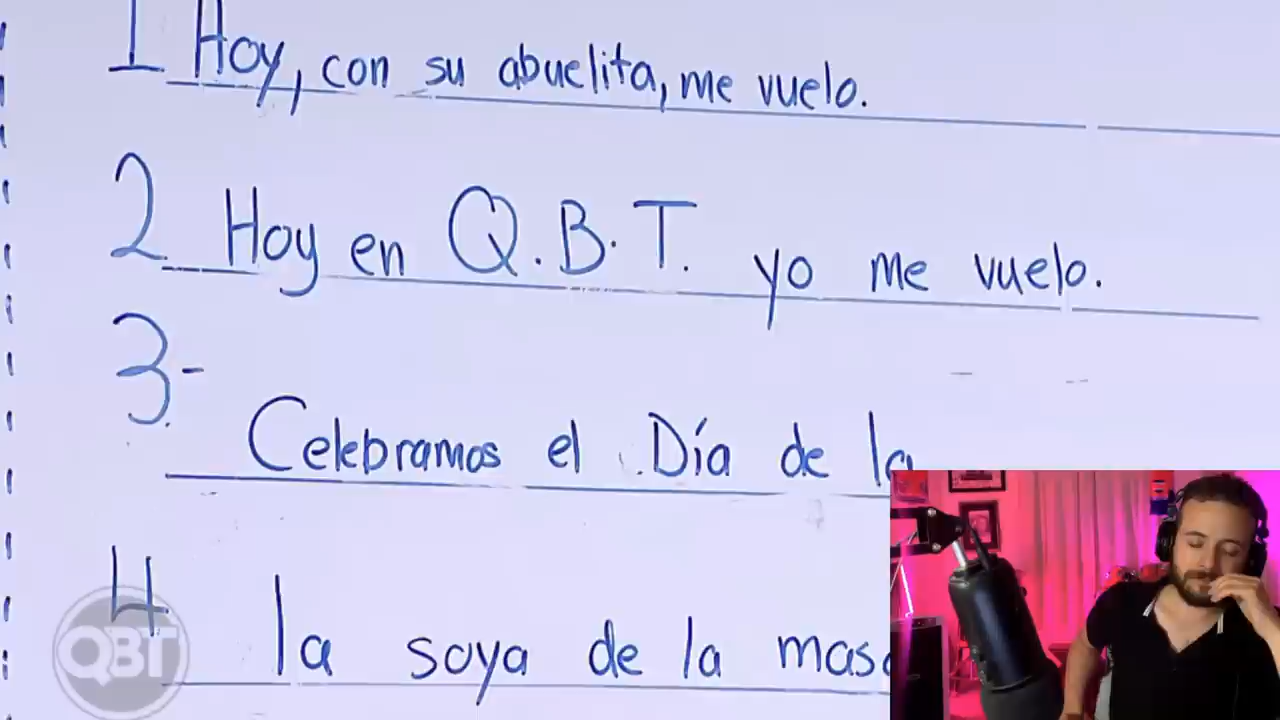 1 Hoy, con su abuelita, me vuelo.
2. Hoy en Q.B.T. yo me vuelo.
3.- Celebramos el Día de la
4. la soya de la
QBT